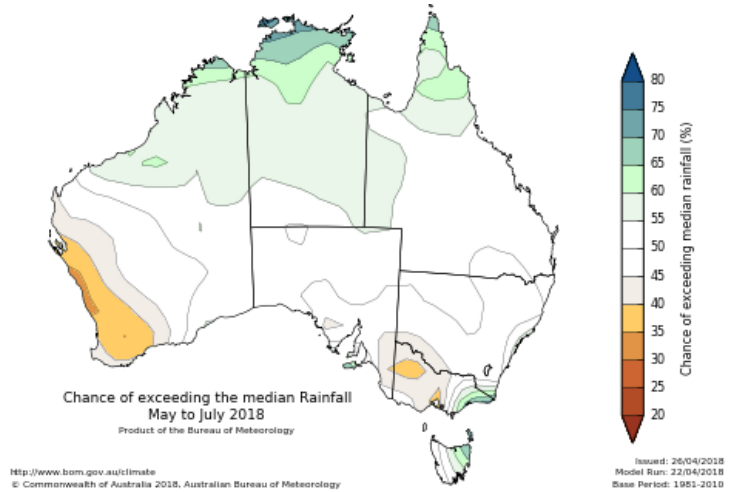 80
75
70
65
60
55
50
45
40
35
30
25
20
Chance of exceeding median rainfall (%)
Chance of exceeding the median Rainfall
May to July 2018
Product of the Bureau of Meteorology
http://www.bom.gov.au/climate
© Commonwealth of Australia 2018, Australian Bureau of Meteorology
Issued: 26/04/2018
Model Run: 22/04/2018
Base Period: 1981-2010